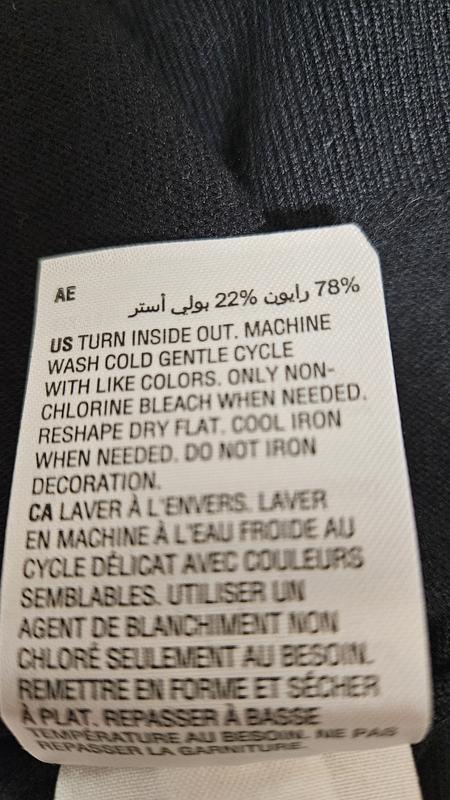 AE
78% رايون 22% بولي أستر
US TURN INSIDE OUT. MACHINE
WASH COLD GENTLE CYCLE
WITH LIKE COLORS. ONLY NON-
CHLORINE BLEACH WHEN NEEDED.
RESHAPE DRY FLAT. COOL IRON
WHEN NEEDED. DO NOT IRON
DECORATION.
CA LAVER À L'ENVERS. LAVER
EN MACHINE À L'EAU FROIDE AU
CYCLE DÉLICAT AVEC COULEURS
SEMBLABLES. UTILISER UN
AGENT DE BLANCHIMENT NON
CHLORÉ SEULEMENT AU BESOIN.
REMETTRE EN FORME ET SÉCHER
À PLAT. REPASSER À BASSE
TEMPÉRATURE AU BESOIN. NE PAS
REPASSER LA GARNITURE.